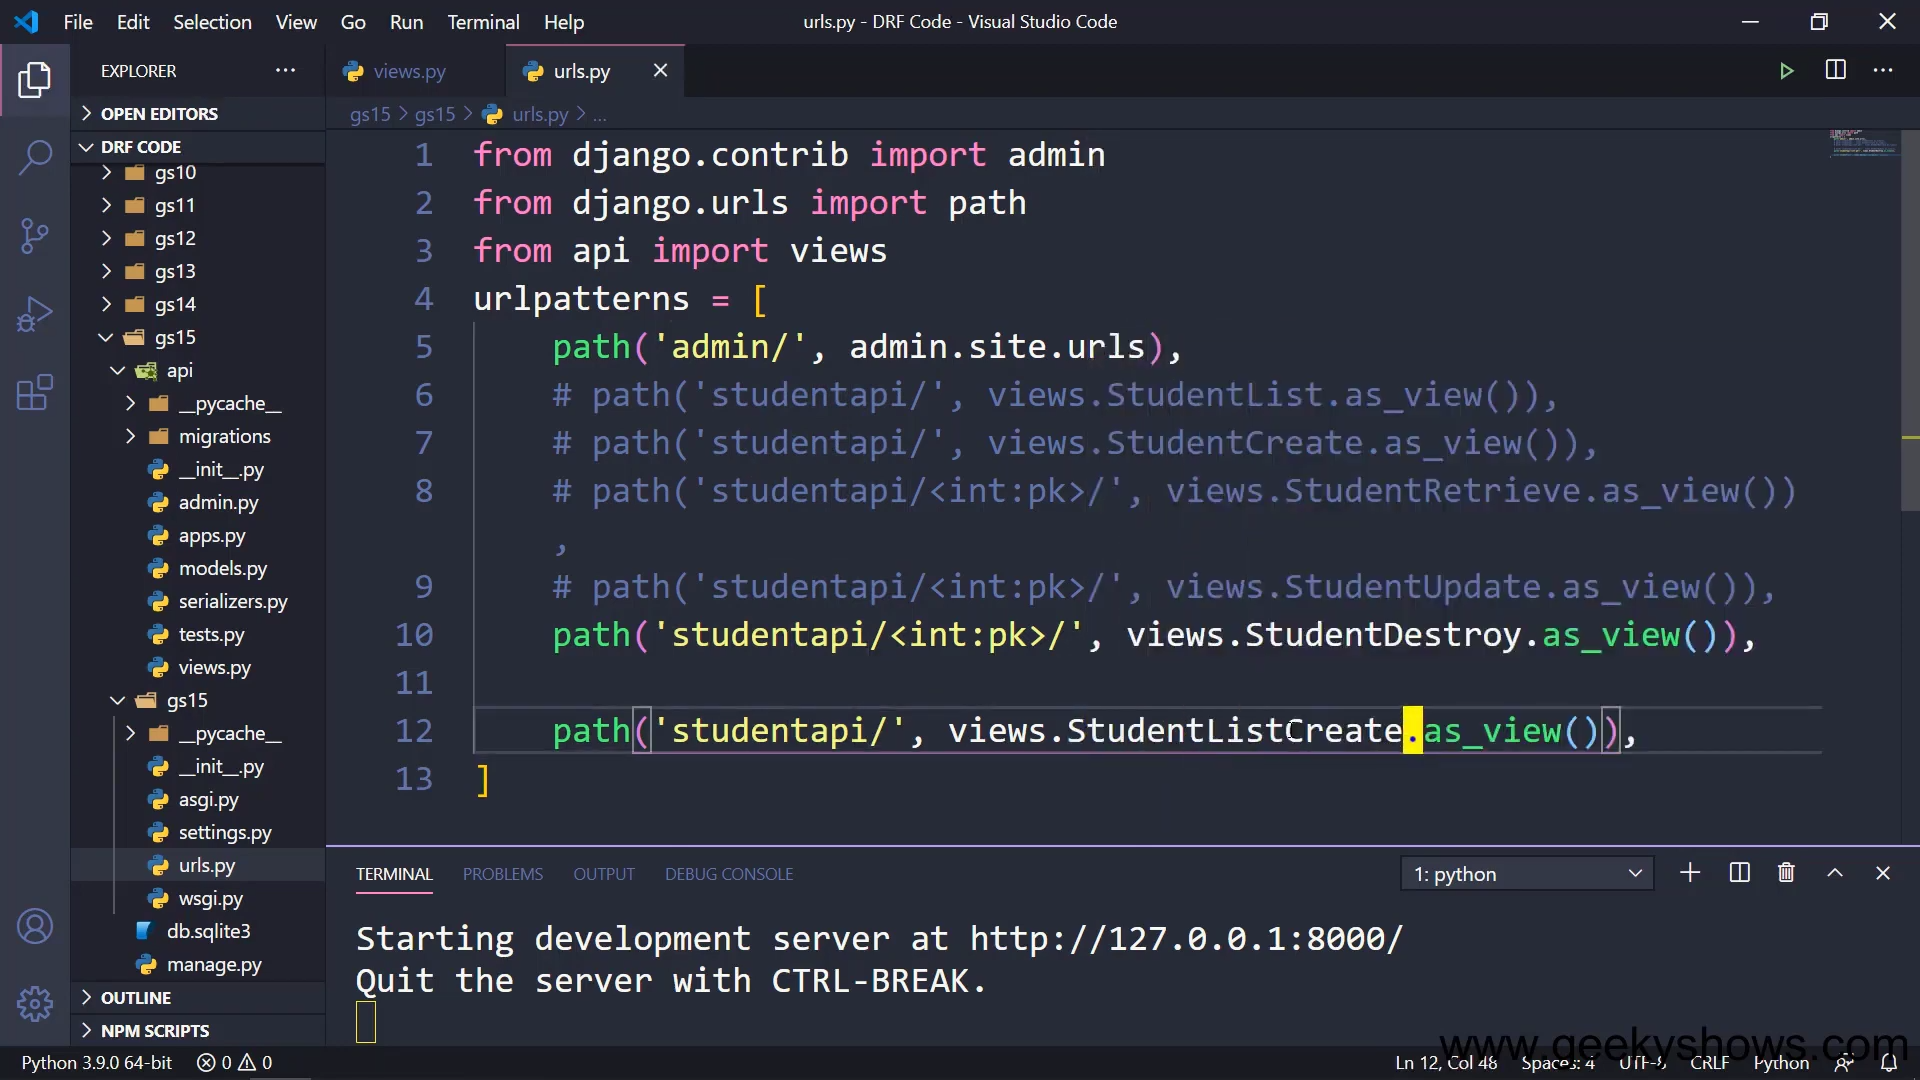 File Edit Selection View Go Run Terminal Help
urls.py - DRF Code - Visual Studio Code
EXPLORER
OPEN EDITORS
DRF CODE
gs10
gs11
gs12
gs13
gs14
gs15
api
__pycache__
migrations
__init__.py
admin.py
apps.py
models.py
serializers.py
tests.py
views.py
gs15
__pycache__
__init__.py
asgi.py
settings.py
urls.py
wsgi.py
db.sqlite3
manage.py
OUTLINE
NPM SCRIPTS
views.py urls.py
gs15 > gs15 > urls.py > ...
1 from django.contrib import admin
2 from django.urls import path
3 from api import views
4 urlpatterns = [
5 path('admin/', admin.site.urls),
6 # path('studentapi/', views.StudentList.as_view()),
7 # path('studentapi/', views.StudentCreate.as_view()),
8 # path('studentapi/<int:pk>/', views.StudentRetrieve.as_view())
,
9 # path('studentapi/<int:pk>/', views.StudentUpdate.as_view()),
10 path('studentapi/<int:pk>/', views.StudentDestroy.as_view()),
11
12 path('studentapi/', views.StudentListCreate.as_view()),
13 ]
TERMINAL PROBLEMS OUTPUT DEBUG CONSOLE 1: python
Starting development server at http://127.0.0.1:8000/
Quit the server with CTRL-BREAK.
www.geekyshows.com
Python 3.9.0 64-bit 0 0 Ln 12, Col 48 Spaces: 4 UTF-8 CRLF Python